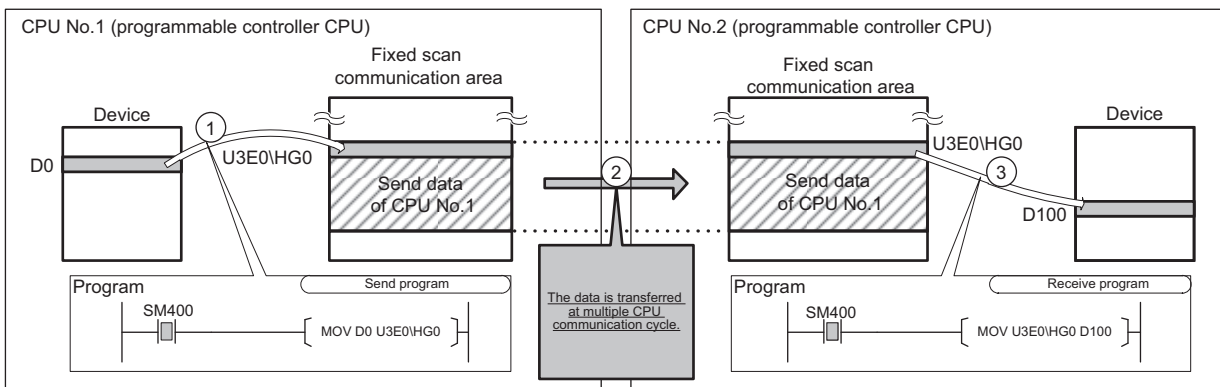 CPU No.1 (programmable controller CPU)
Fixed scan
communication area
Device
1
D0
U3E0\HG0
Send data
of CPU No.1
Program
Send program
SM400
MOV D0 U3E0\HG0
2
The data is transferred
at multiple CPU
communication cycle.
CPU No.2 (programmable controller CPU)
Fixed scan
communication area
Device
U3E0\HG0
3
Send data
of CPU No.1
D100
Program
Receive program
SM400
MOV U3E0\HG0 D100